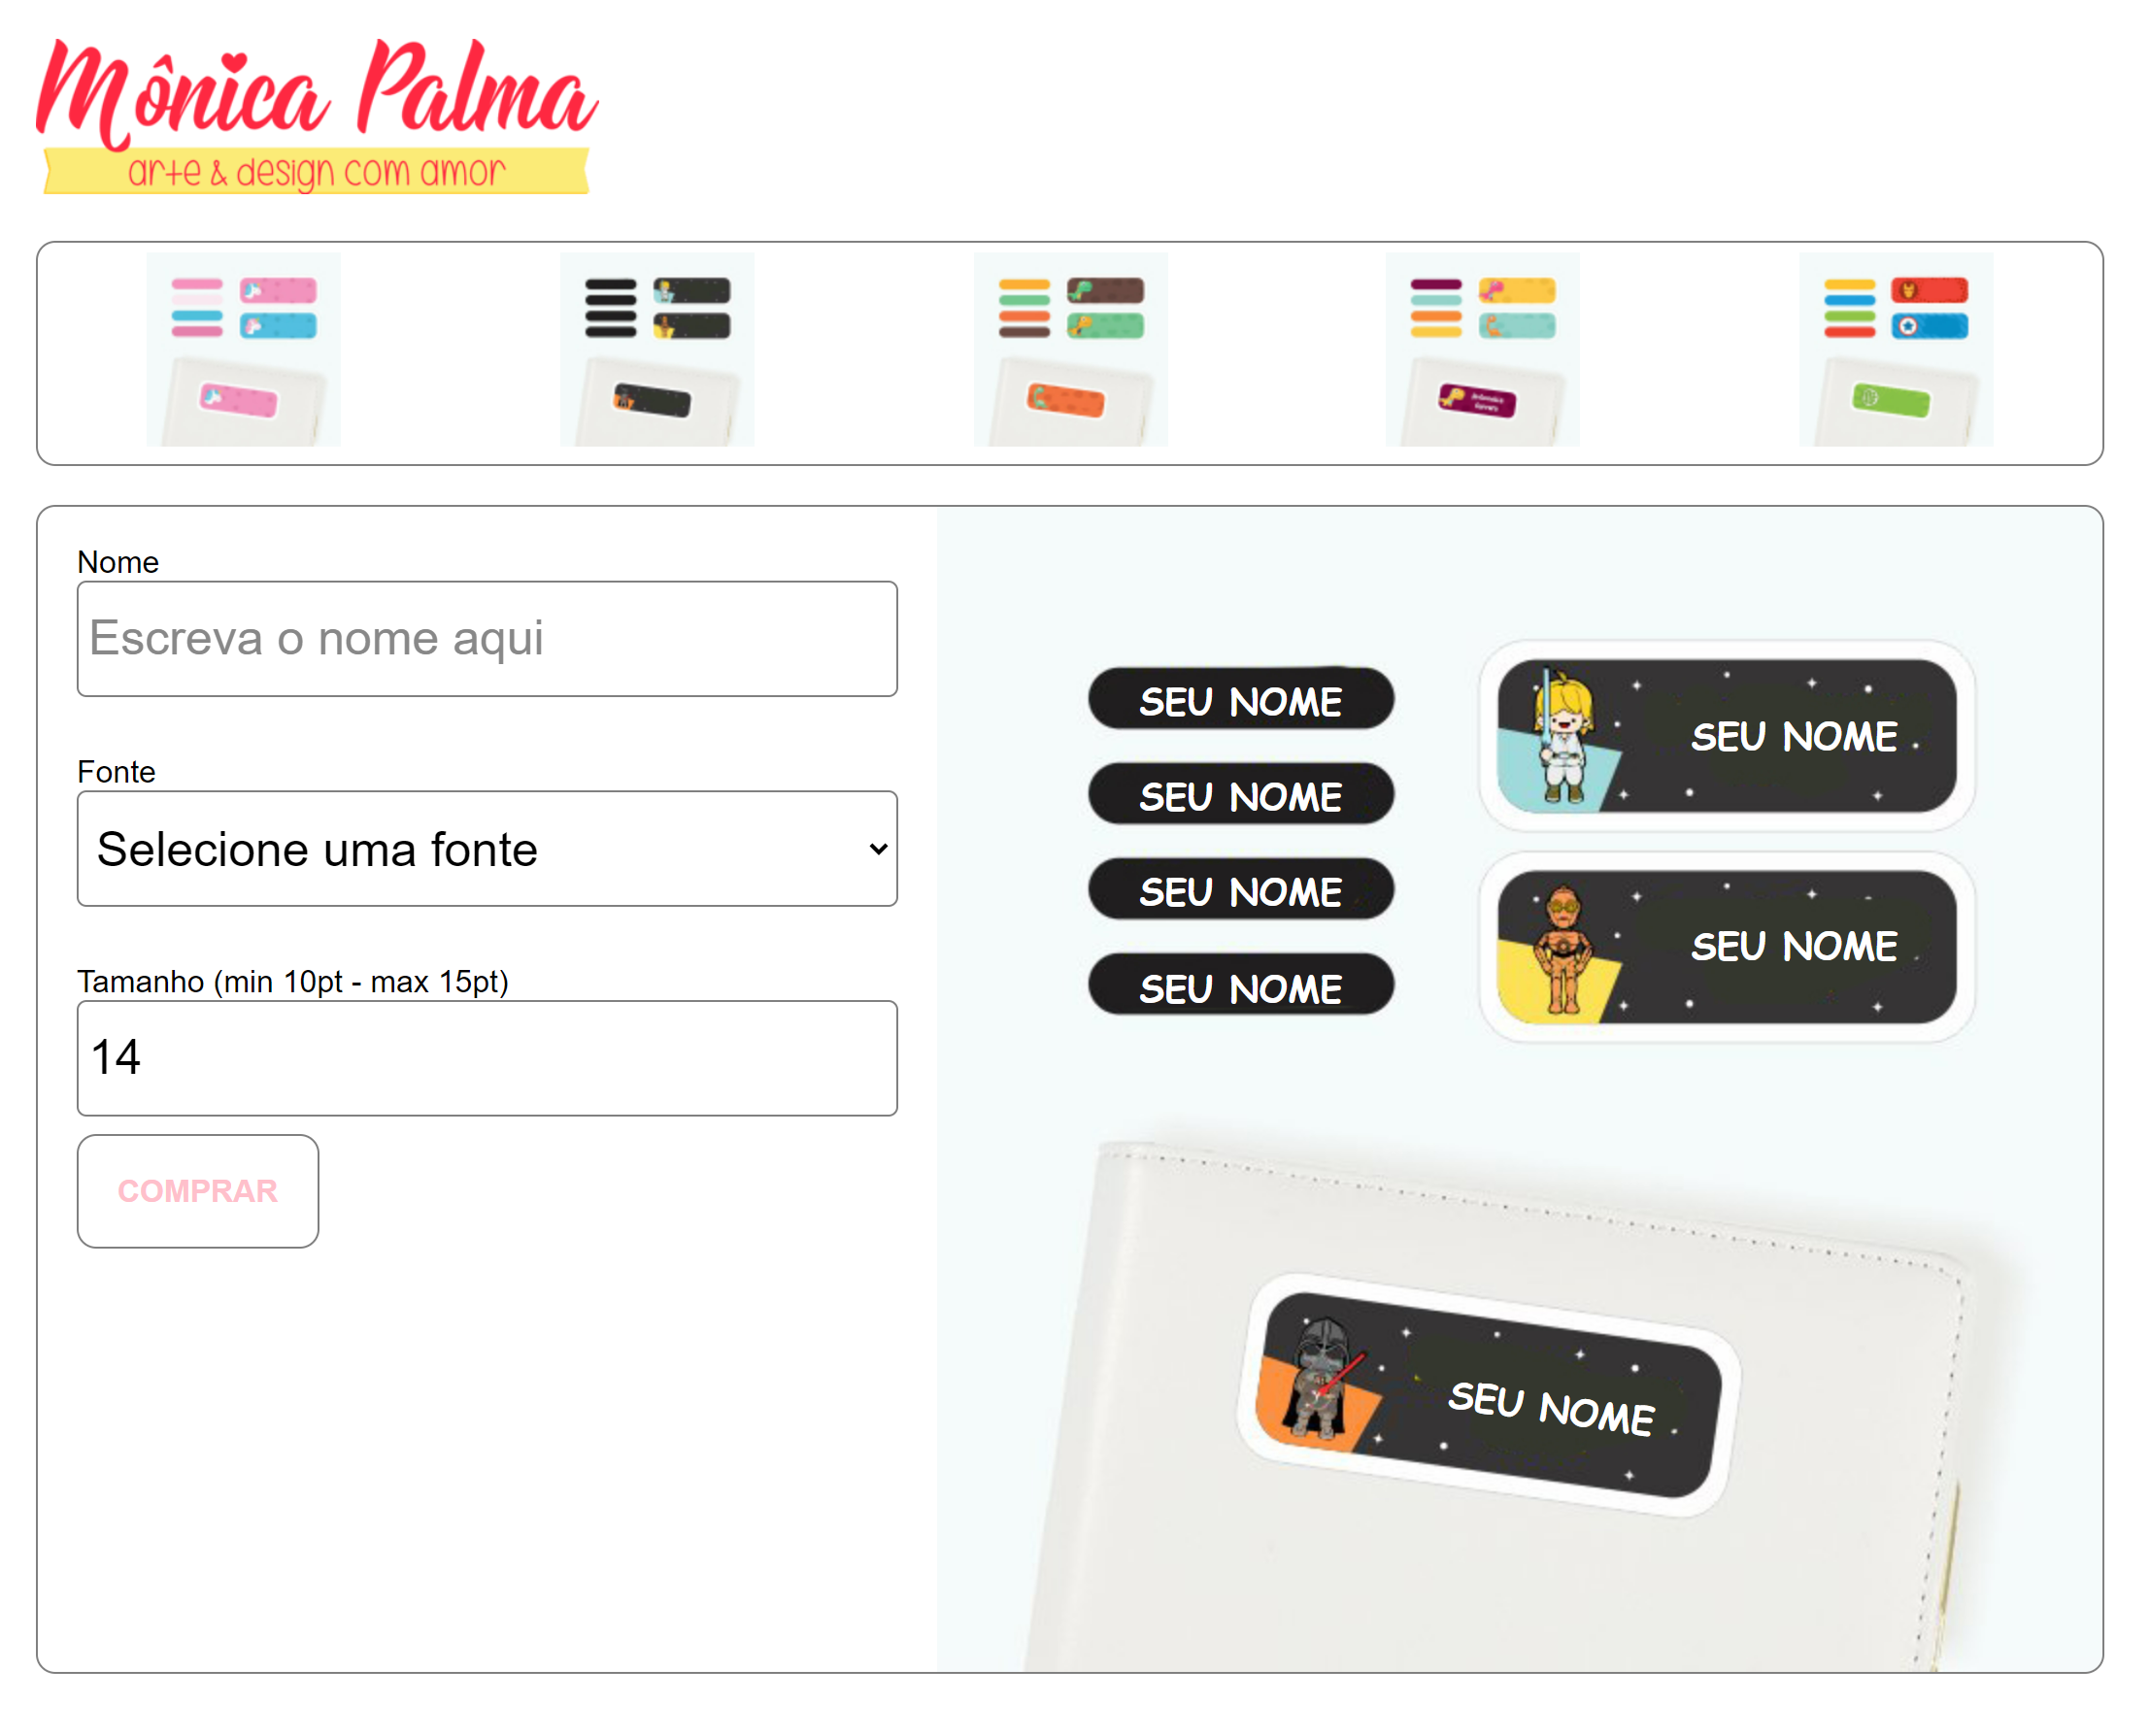 Mônica Palma
arte & design com amor
Nome
Escreva o nome aqui
Fonte
Selecione uma fonte
Tamanho (min 10pt - max 15pt)
14
COMPRAR
SEU NOME
SEU NOME
SEU NOME
SEU NOME
SEU NOME
SEU NOME
SEU NOME